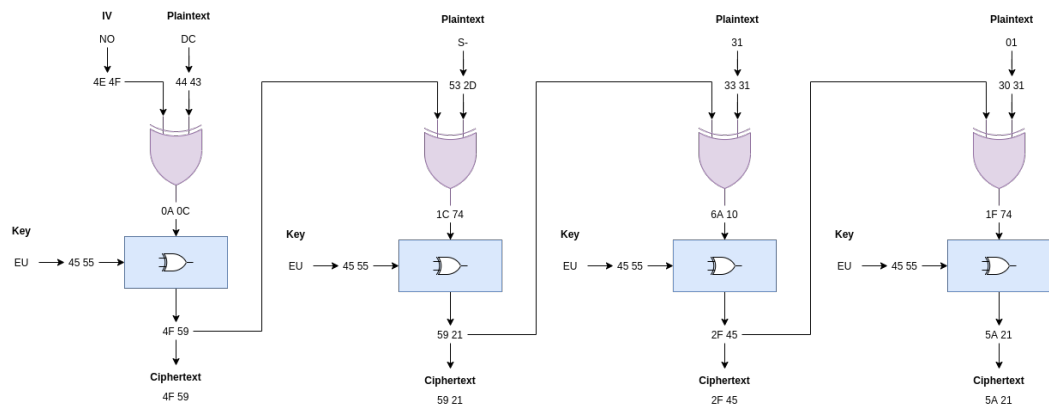 IV Plaintext Plaintext Plaintext Plaintext
NO DC S- 31 01
4E 4F 44 43 53 2D 33 31 30 31
0A 0C 1C 74 6A 10 1F 74
Key Key Key Key
EU 45 55 EU 45 55 EU 45 55 EU 45 55
4F 59 59 21 2F 45 5A 21
Ciphertext Ciphertext Ciphertext Ciphertext
4F 59 59 21 2F 45 5A 21